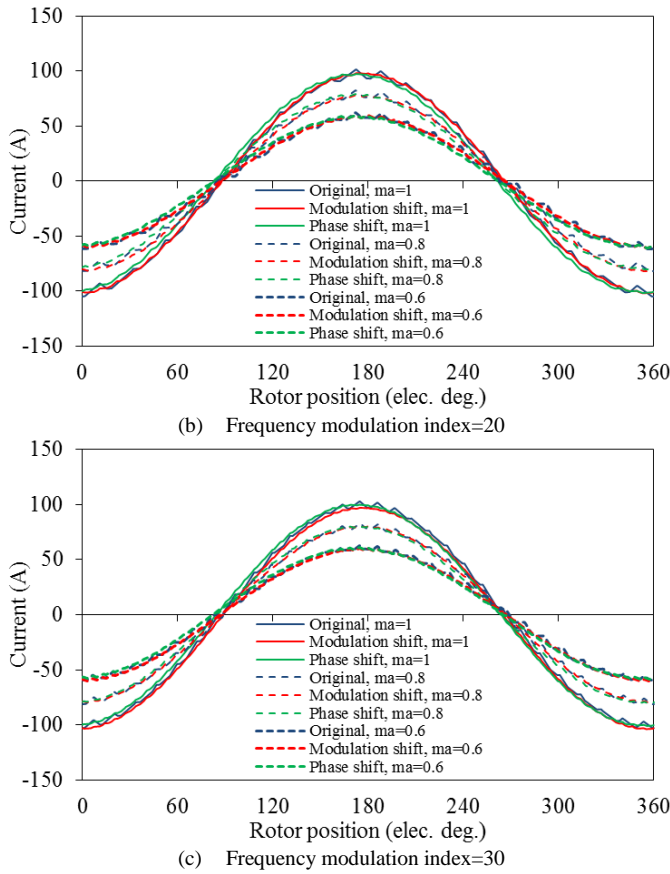 150
100
50
0
-50
-100
-150
Current (A)
Original, ma=1
Modulation shift, ma=1
Phase shift, ma=1
Original, ma=0.8
Modulation shift, ma=0.8
Phase shift, ma=0.8
Original, ma=0.6
Modulation shift, ma=0.6
Phase shift, ma=0.6
0 60 120 180 240 300 360
Rotor position (elec. deg.)
(b) Frequency modulation index=20
150
100
50
0
-50
-100
-150
Current (A)
Original, ma=1
Modulation shift, ma=1
Phase shift, ma=1
Original, ma=0.8
Modulation shift, ma=0.8
Phase shift, ma=0.8
Original, ma=0.6
Modulation shift, ma=0.6
Phase shift, ma=0.6
0 60 120 180 240 300 360
Rotor position (elec. deg.)
(c) Frequency modulation index=30